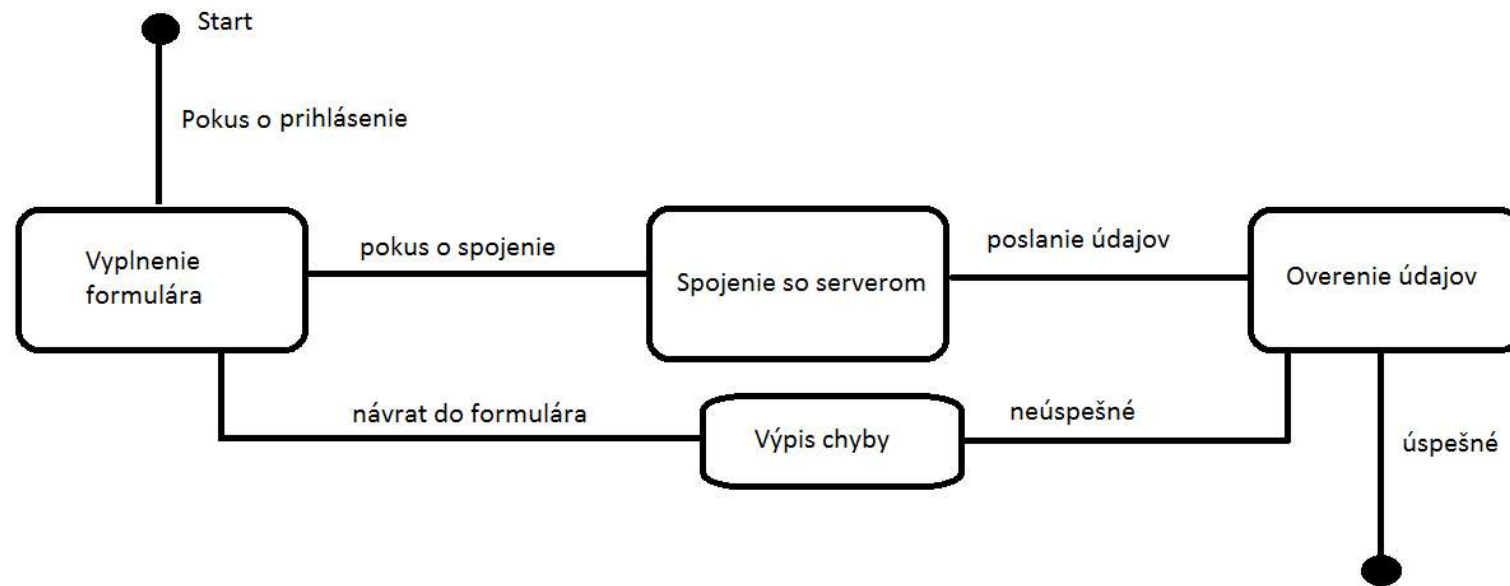 Start
Pokus o prihlásenie
Vyplnenie
formulára
pokus o spojenie
Spojenie so serverom
poslanie údajov
Overenie údajov
návrat do formulára
Výpis chyby
neúspešné
úspešné